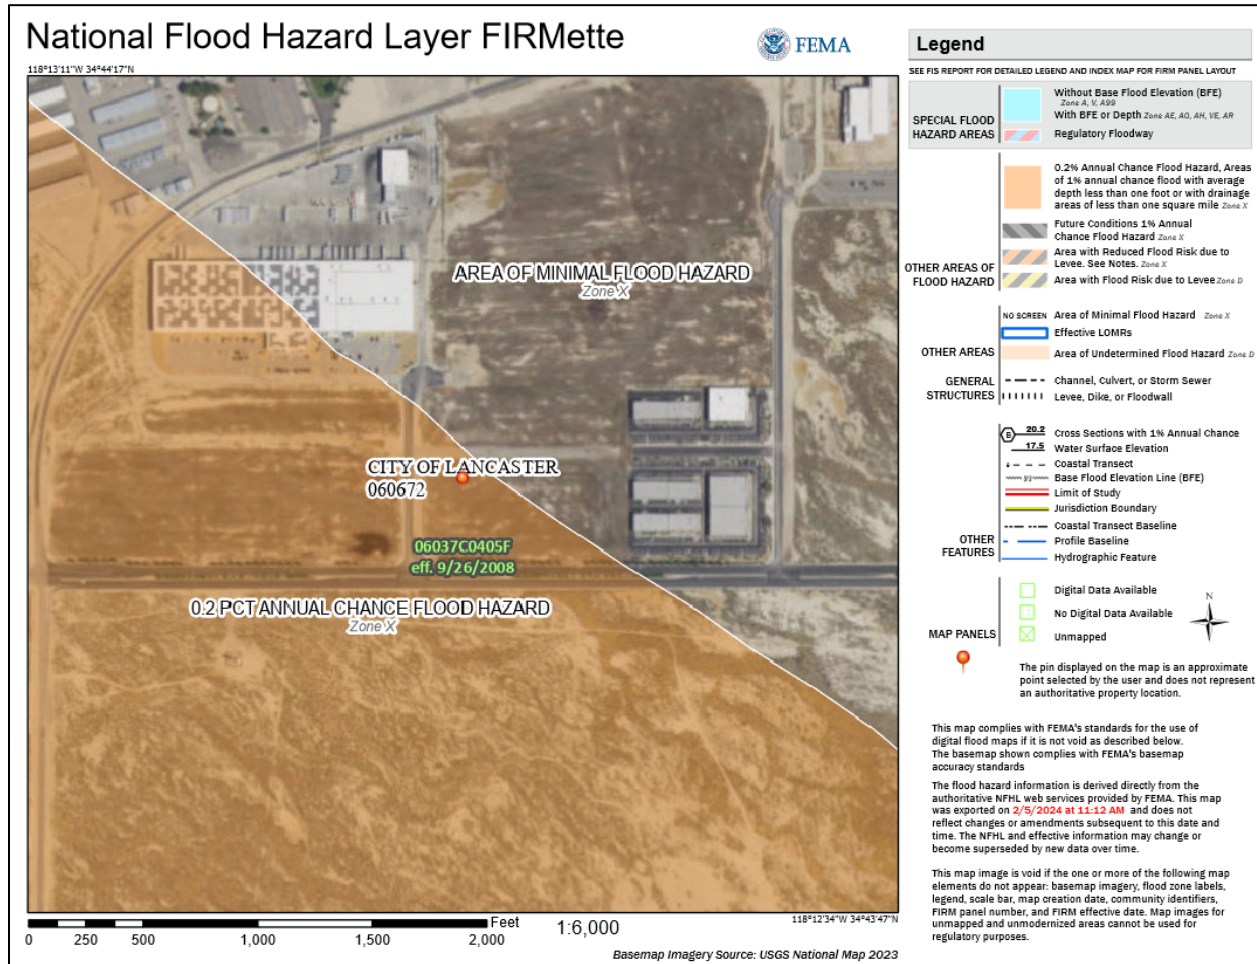 National Flood Hazard Layer FIRMette
FEMA
118°13'11"W 34°44'17"N
AREA OF MINIMAL FLOOD HAZARD
Zone X
CITY OF LANCASTER
060672
06037C0405F
eff. 9/26/2008
0.2 PCT ANNUAL CHANCE FLOOD HAZARD
Zone X
118°12'34"W 34°43'47"N
Feet
1:6,000
0 250 500 1,000 1,500 2,000
Basemap Imagery Source: USGS National Map 2023
Legend
SEE FIS REPORT FOR DETAILED LEGEND AND INDEX MAP FOR FIRM PANEL LAYOUT
SPECIAL FLOOD
HAZARD AREAS
Without Base Flood Elevation (BFE)
Zone A, V, A99
With BFE or Depth Zone AE, AO, AH, VE, AR
Regulatory Floodway
OTHER AREAS OF
FLOOD HAZARD
0.2% Annual Chance Flood Hazard, Areas
of 1% annual chance flood with average
depth less than one foot or with drainage
areas of less than one square mile Zone X
Future Conditions 1% Annual
Chance Flood Hazard Zone X
Area with Reduced Flood Risk due to
Levee. See Notes. Zone X
Area with Flood Risk due to Levee Zone D
OTHER AREAS
NO SCREEN Area of Minimal Flood Hazard Zone X
Effective LOMRs
Area of Undetermined Flood Hazard Zone D
GENERAL
STRUCTURES
Channel, Culvert, or Storm Sewer
Levee, Dike, or Floodwall
OTHER
FEATURES
B 20.2 Cross Sections with 1% Annual Chance
17.5 Water Surface Elevation
8 Coastal Transect
Base Flood Elevation Line (BFE)
Limit of Study
Jurisdiction Boundary
Coastal Transect Baseline
Profile Baseline
Hydrographic Feature
MAP PANELS
Digital Data Available
No Digital Data Available
Unmapped
N
The pin displayed on the map is an approximate
point selected by the user and does not represent
an authoritative property location.
This map complies with FEMA's standards for the use of
digital flood maps if it is not void as described below.
The basemap shown complies with FEMA's basemap
accuracy standards
The flood hazard information is derived directly from the
authoritative NFHL web services provided by FEMA. This map
was exported on 2/5/2024 at 11:12 AM and does not
reflect changes or amendments subsequent to this date and
time. The NFHL and effective information may change or
become superseded by new data over time.
This map image is void if the one or more of the following map
elements do not appear: basemap imagery, flood zone labels,
legend, scale bar, map creation date, community identifiers,
FIRM panel number, and FIRM effective date. Map images for
unmapped and unmodernized areas cannot be used for
regulatory purposes.